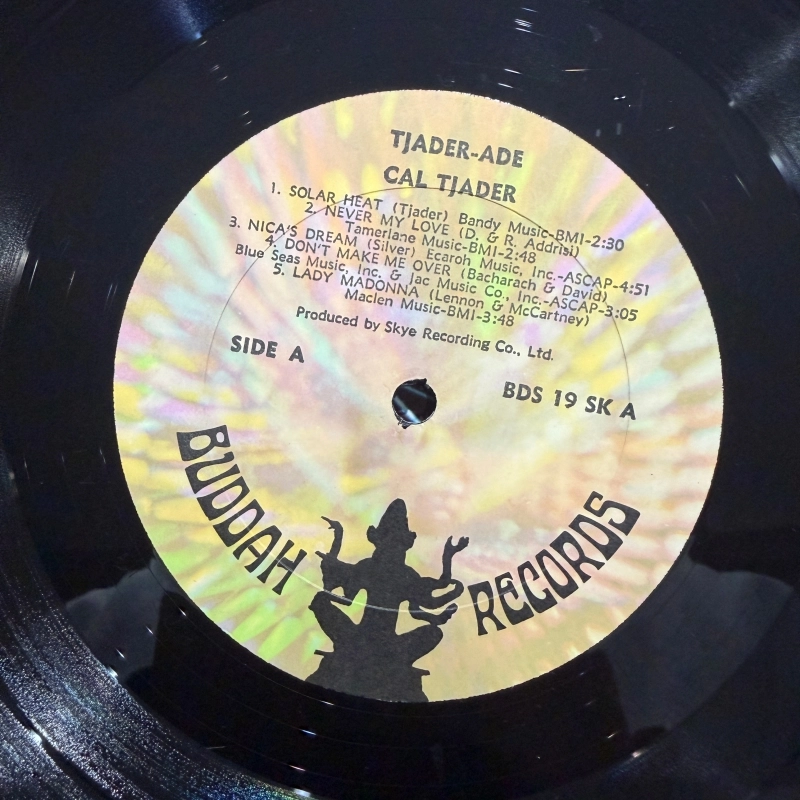 TJADER-ADE
CAL TJADER
1. SOLAR HEAT (Tjader) Bandy Music-BMI-2:30
2. NEVER MY LOVE (D. & R. Addrisi)
Tamerlane Music-BMI-2:48
3. NICA'S DREAM (Silver) Ecaroh Music, Inc.-ASCAP-4:51
4. DON'T MAKE ME OVER (Bacharach & David)
Blue Seas Music, Inc. & Jac Music Co., Inc.-ASCAP-3:05
5. LADY MADONNA (Lennon & McCartney)
Maclen Music-BMI-3:48
Produced by Skye Recording Co., Ltd.
SIDE A
BDS 19 SK A
BUDDAH RECORDS